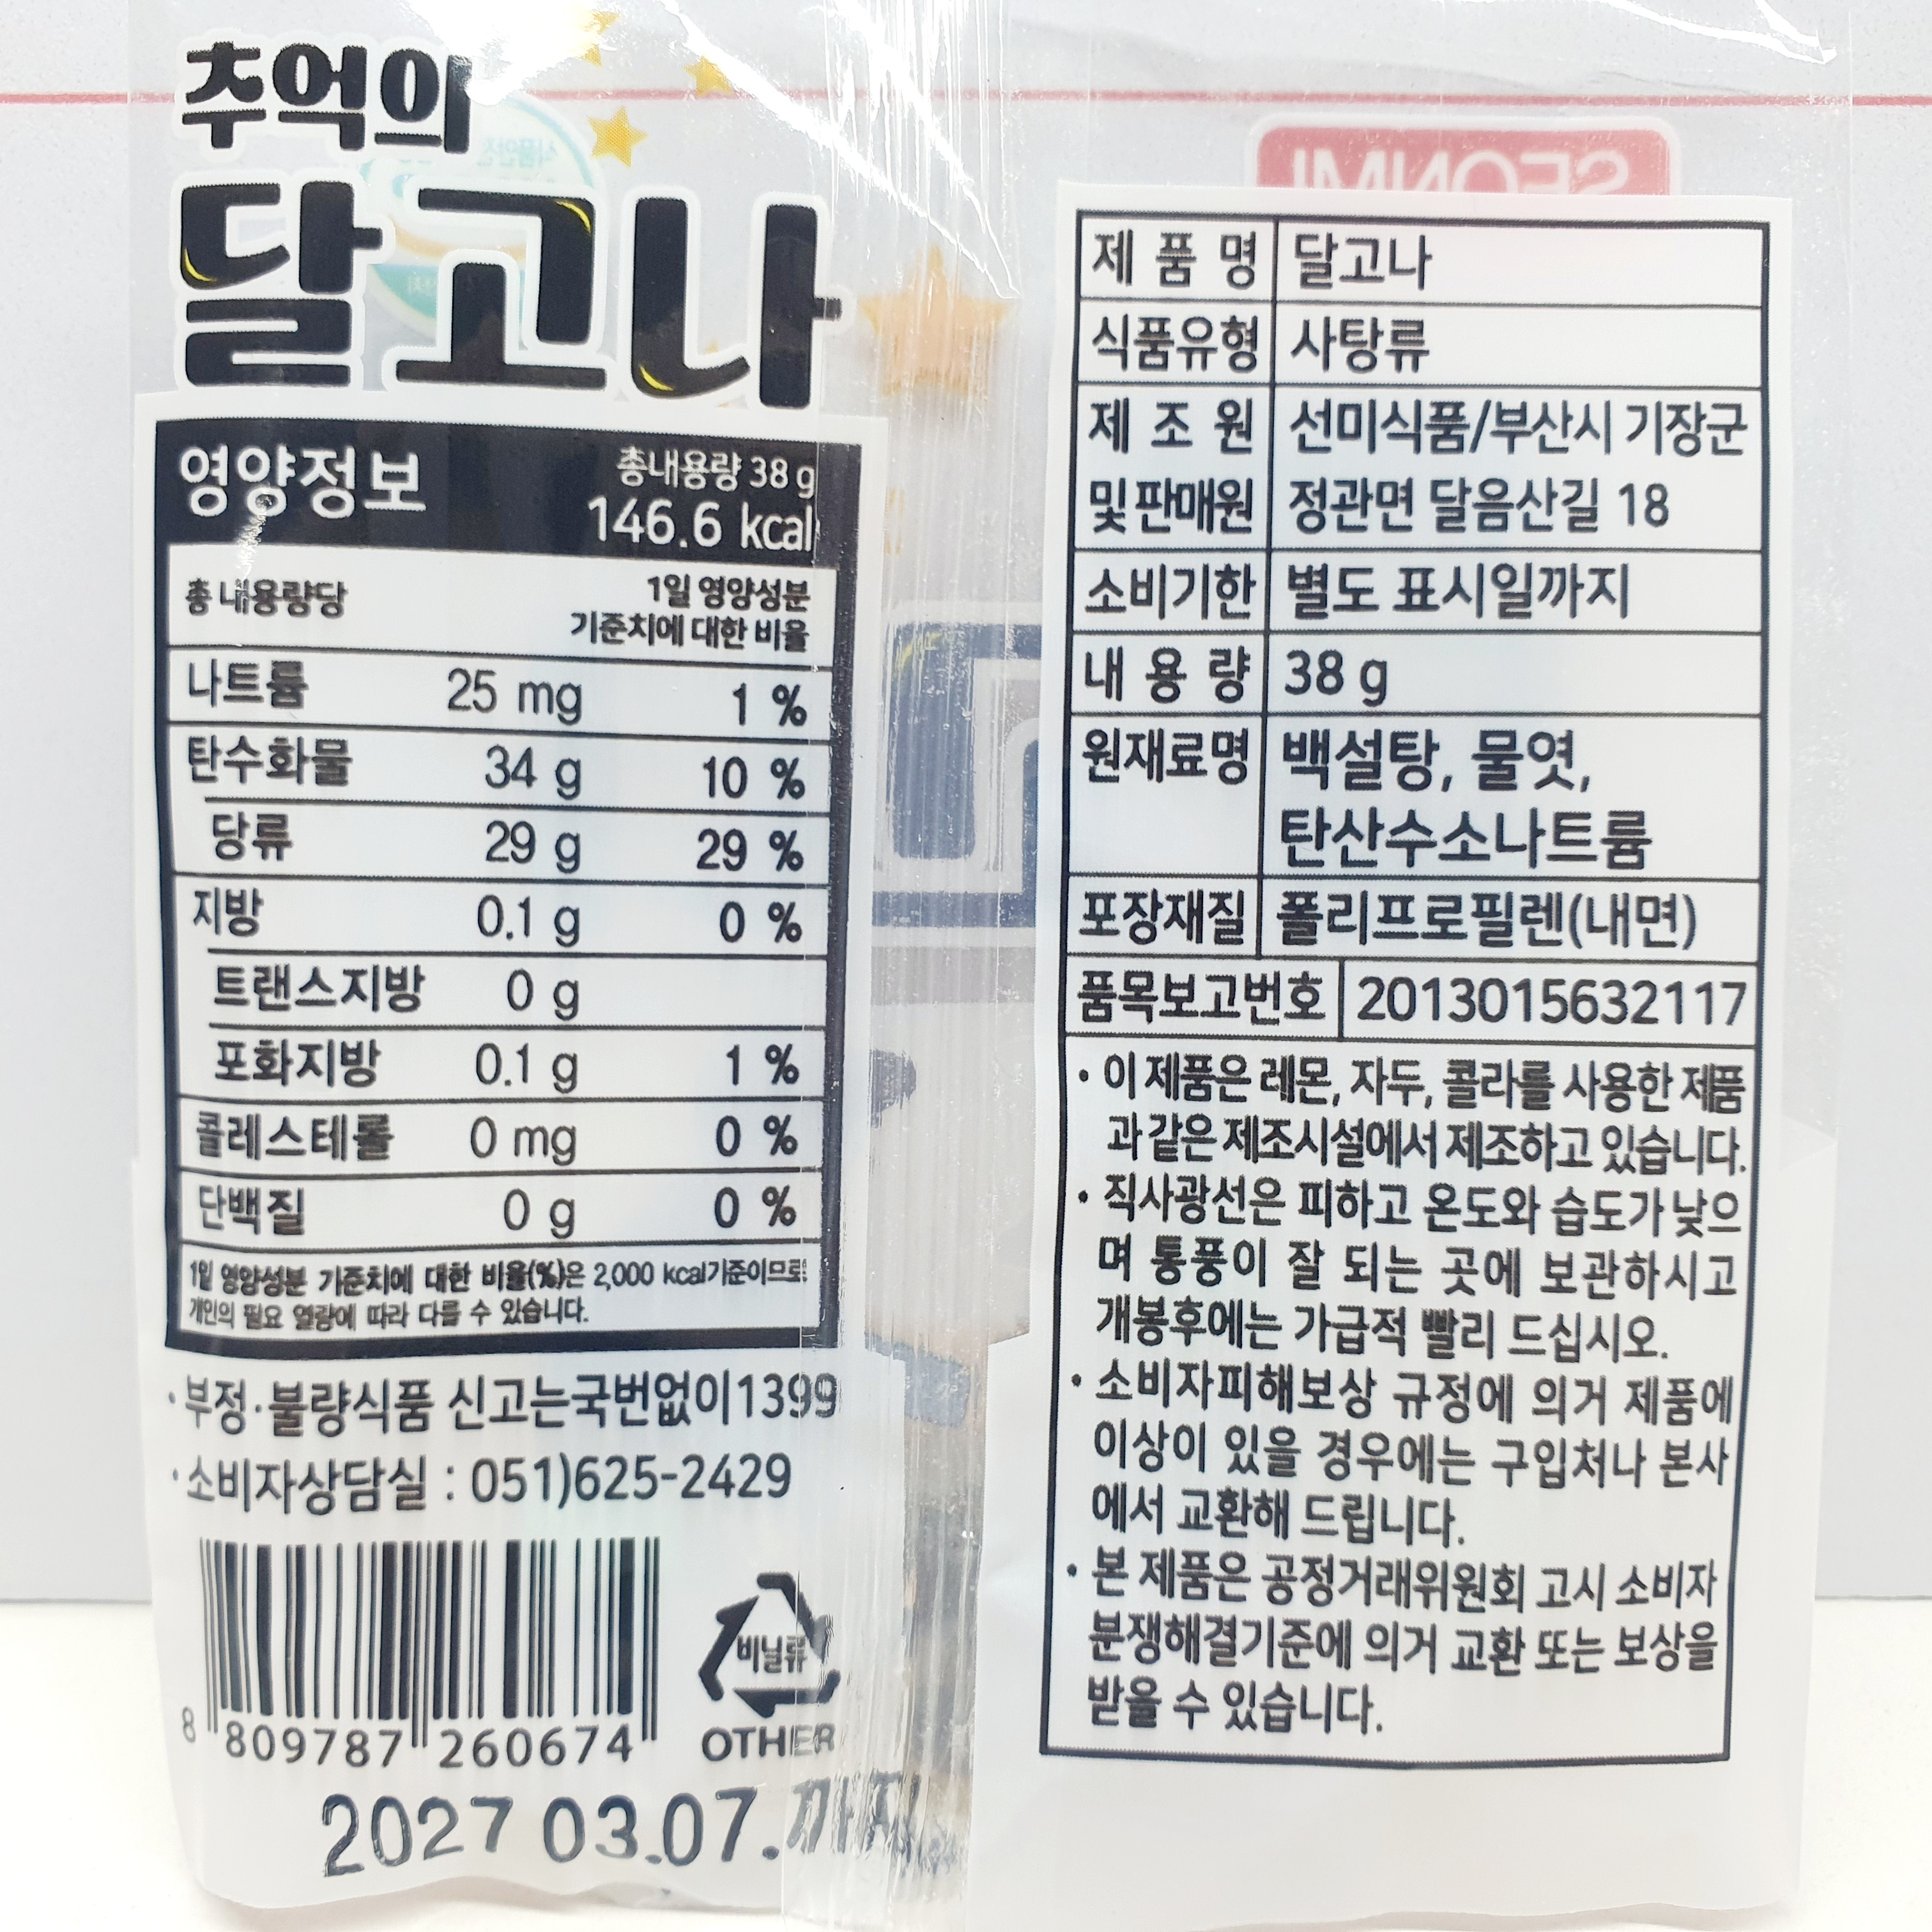 추억의
달고나
영양정보
총내용량 38 g
146.6 kcal
총 내용량당
1일 영양성분
기준치에 대한 비율
나트륨 25 mg 1 %
탄수화물 34 g 10 %
당류 29 g 29 %
지방 0.1 g 0 %
트랜스지방 0 g
포화지방 0.1 g 1 %
콜레스테롤 0 mg 0 %
단백질 0 g 0 %
1일 영양성분 기준치에 대한 비율(%)은 2,000 kcal기준이므로
개인의 필요 열량에 따라 다를 수 있습니다.
·부정·불량식품 신고는국번없이1399
·소비자상담실 : 051)625-2429
비닐류
OTHER
8 809787 260674
2027 03.07.까지
SEONMI
제 품 명 달고나
식품유형 사탕류
제 조 원 선미식품/부산시 기장군
및판매원 정관면 달음산길 18
소비기한 별도 표시일까지
내 용 량 38 g
원재료명 백설탕, 물엿,
탄산수소나트륨
포장재질 폴리프로필렌(내면)
품목보고번호 2013015632117
· 이 제품은 레몬, 자두, 콜라를 사용한 제품
과 같은 제조시설에서 제조하고 있습니다.
· 직사광선은 피하고 온도와 습도가 낮으
며 통풍이 잘 되는 곳에 보관하시고
개봉후에는 가급적 빨리 드십시오.
· 소비자피해보상 규정에 의거 제품에
이상이 있을 경우에는 구입처나 본사
에서 교환해 드립니다.
· 본 제품은 공정거래위원회 고시 소비자
분쟁해결기준에 의거 교환 또는 보상을
받을 수 있습니다.